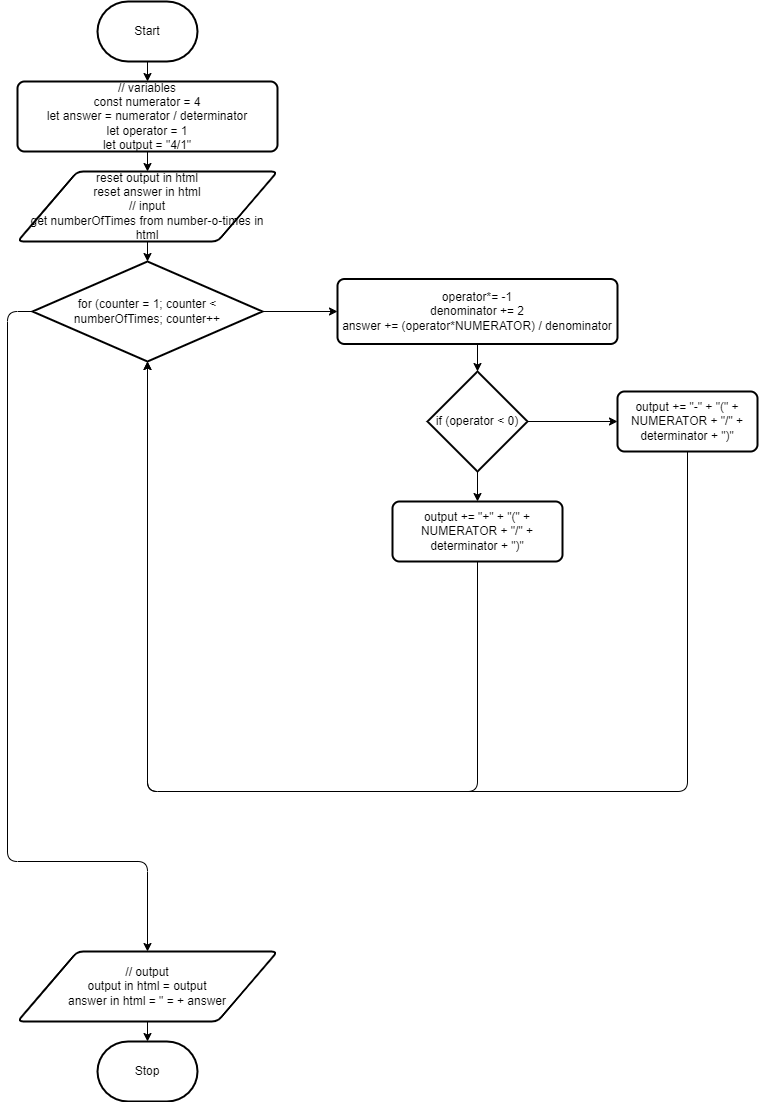 Start
// variables
const numerator = 4
let answer = numerator / determinator
let operator = 1
let output = "4/1"
reset output in html
reset answer in html
// input
get numberOfTimes from number-o-times in
html
for (counter = 1; counter <
numberOfTimes; counter++
operator*= -1
denominator += 2
answer += (operator*NUMERATOR) / denominator
if (operator < 0)
output += "-" + "(" +
NUMERATOR + "/" +
determinator + ")"
output += "+" + "(" +
NUMERATOR + "/" +
determinator + ")"
// output
output in html = output
answer in html = " = + answer
Stop